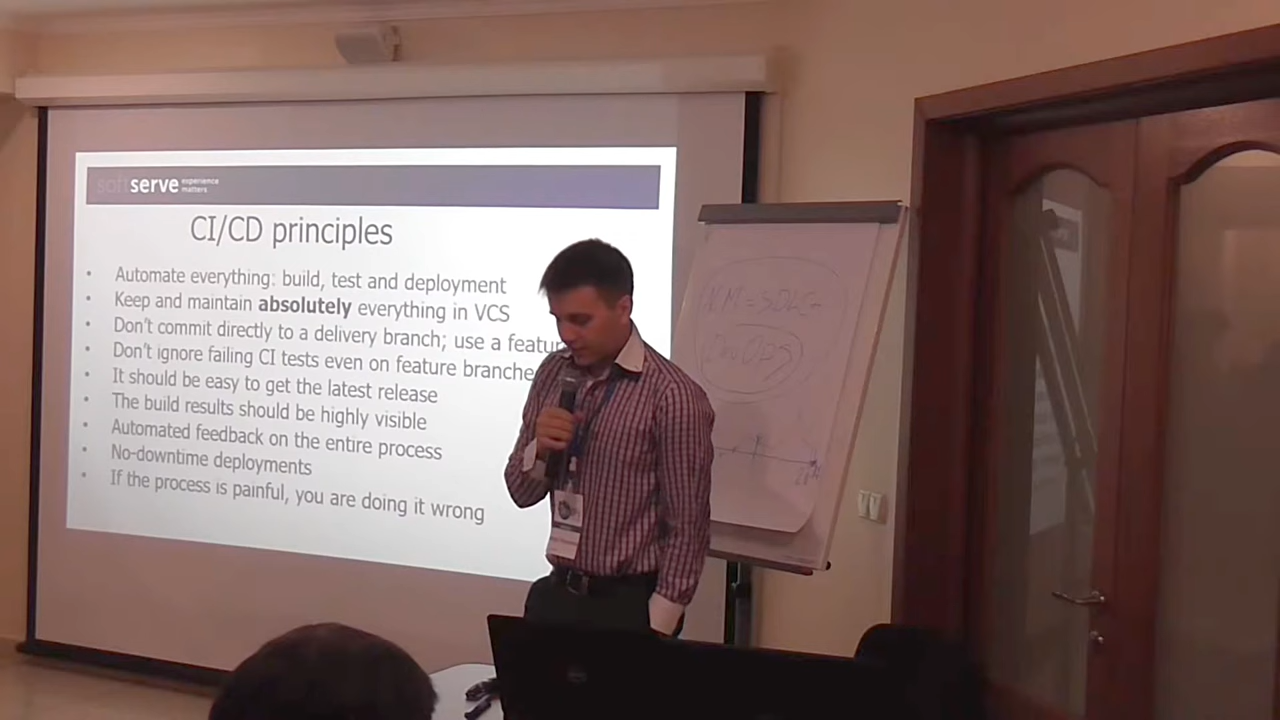 softserve experience matters
CI/CD principles
• Automate everything: build, test and deployment
• Keep and maintain absolutely everything in VCS
• Don't commit directly to a delivery branch; use a featur
• Don't ignore failing CI tests even on feature branche
• It should be easy to get the latest release
• The build results should be highly visible
• Automated feedback on the entire process
• No-downtime deployments
• If the process is painful, you are doing it wrong
DevOPS